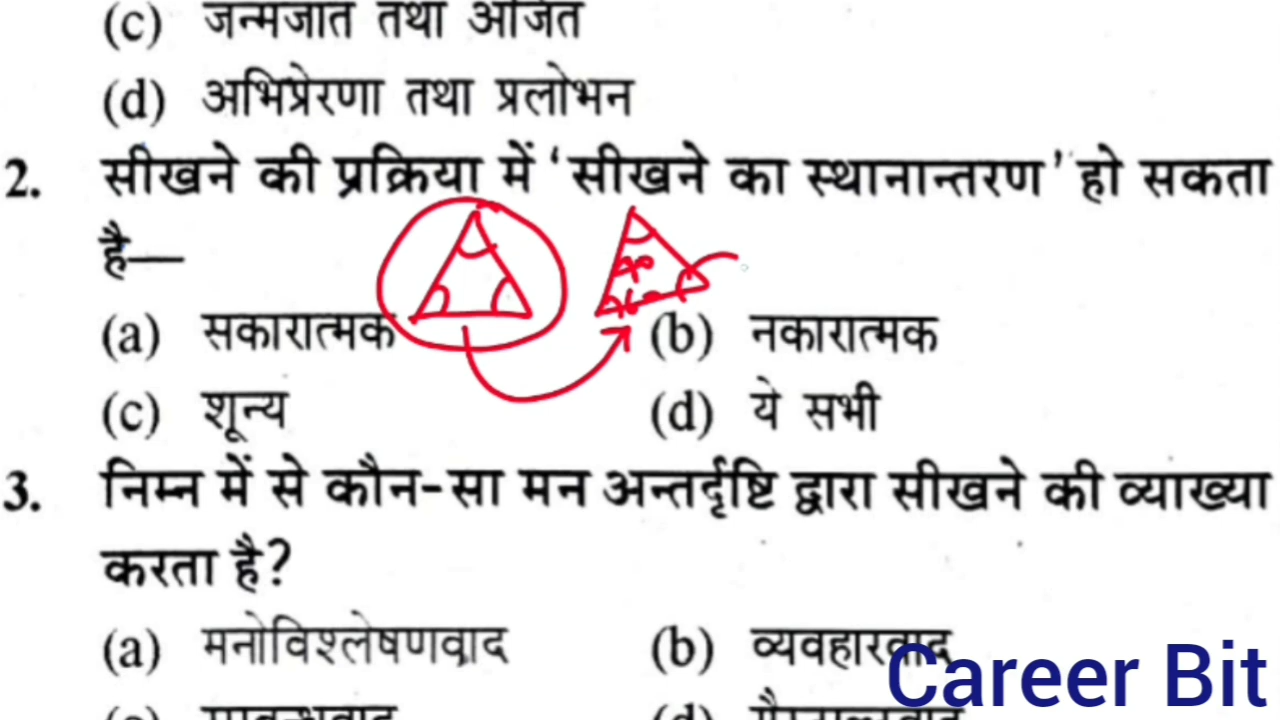 (c) जन्मजात तथा अर्जित
(d) अभिप्रेरणा तथा प्रलोभन
2. सीखने की प्रक्रिया में ‘सीखने का स्थानान्तरण’ हो सकता
है—
(a) सकारात्मक (b) नकारात्मक
(c) शून्य (d) ये सभी
3. निम्न में से कौन-सा मन अन्तर्दृष्टि द्वारा सीखने की व्याख्या
करता है?
(a) मनोविश्लेषणवाद (b) व्यवहारवाद
Career Bit
(d)